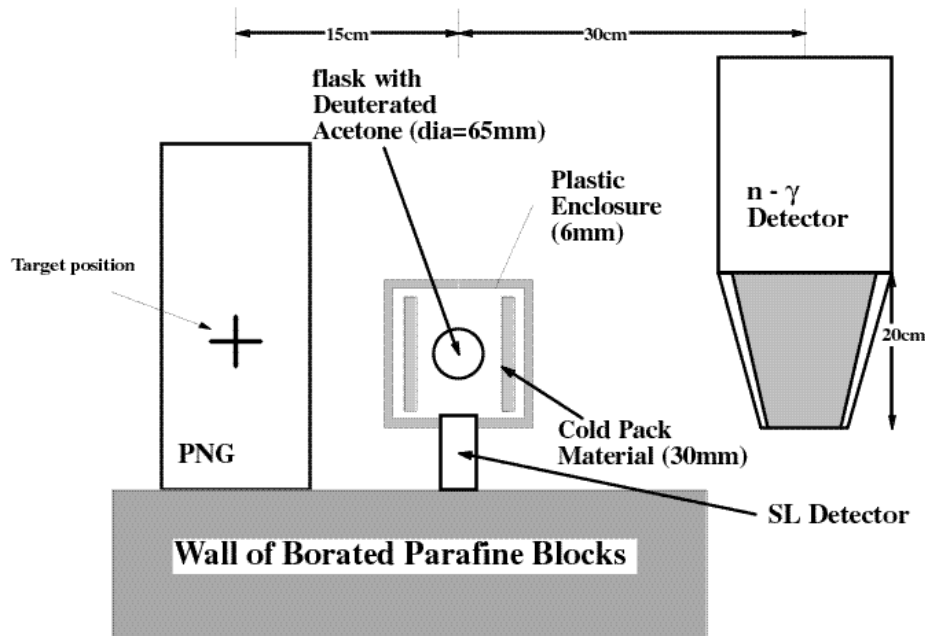 15cm
30cm
flask with
Deuterated
Acetone (dia=65mm)
Plastic
Enclosure
(6mm)
n - γ
Detector
Target position
20cm
PNG
Cold Pack
Material (30mm)
SL Detector
Wall of Borated Parafine Blocks